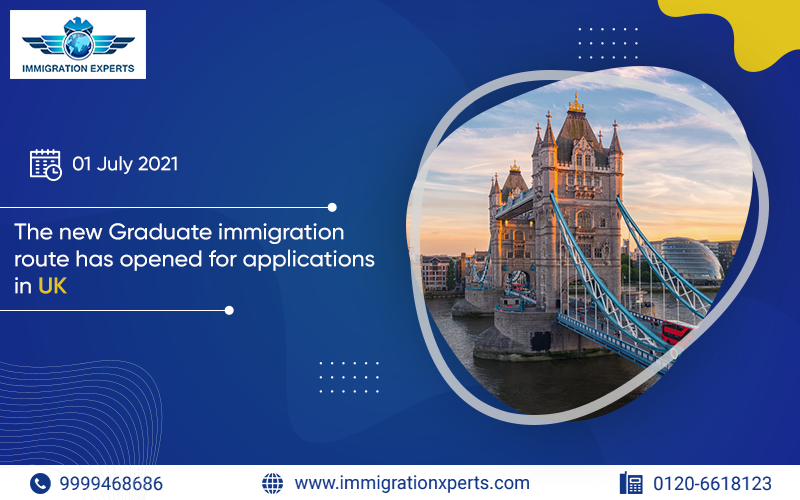 IMMIGRATION EXPERTS
01 July 2021
The new Graduate immigration
route has opened for applications
in UK
9999468686
www.immigrationxperts.com
0120-6618123